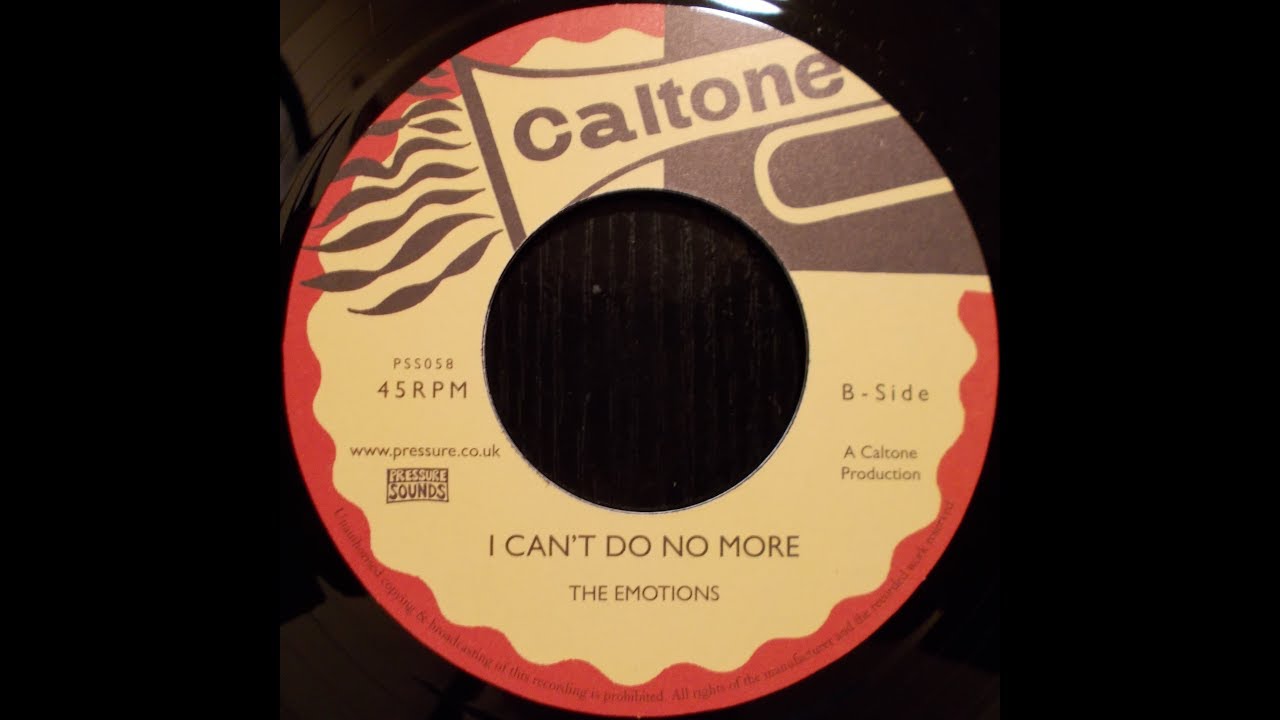 Caltone
PSS058
45RPM
B-Side
www.pressure.co.uk
PRESSURE
SOUNDS
A Caltone
Production
I CAN'T DO NO MORE
THE EMOTIONS
Unauthorised copying & broadcasting of this recording is prohibited. All rights of the manufacturer and the recorded work reserved